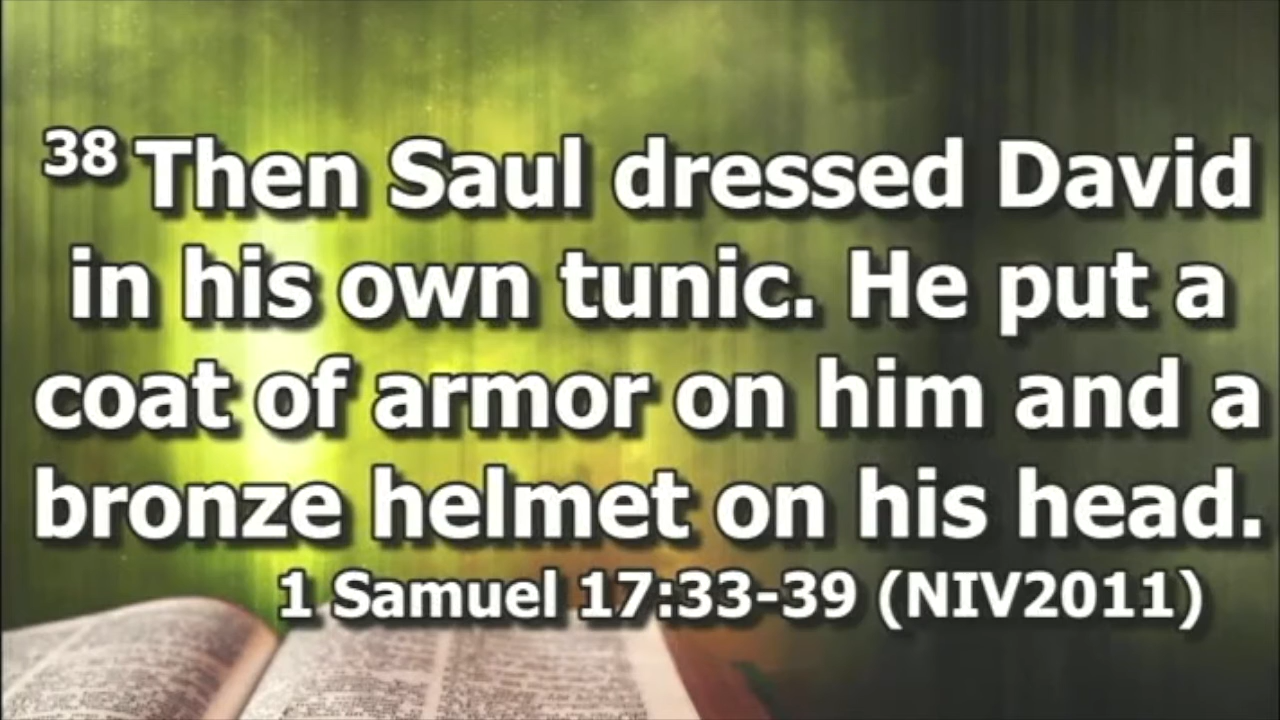 38 Then Saul dressed David
in his own tunic. He put a
coat of armor on him and a
bronze helmet on his head.
1 Samuel 17:33-39 (NIV2011)